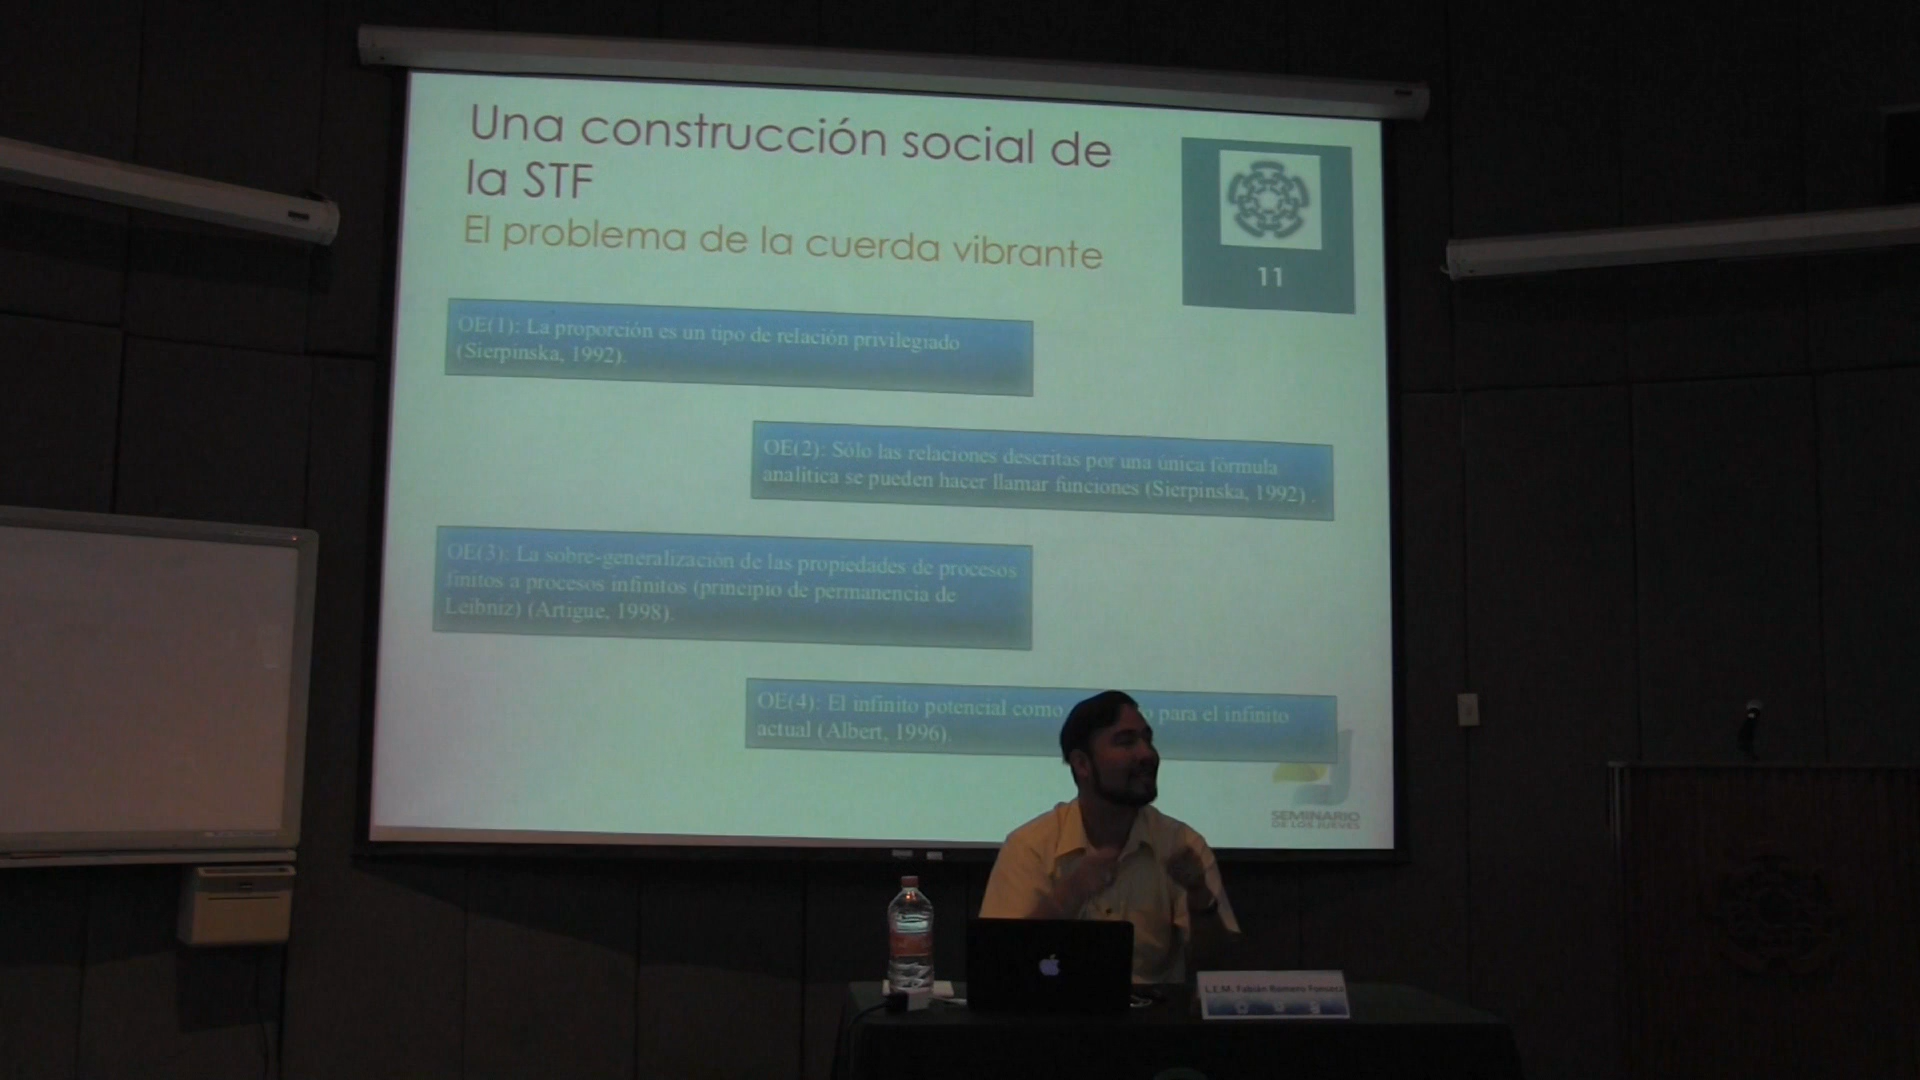 Una construcción social de
la STF
El problema de la cuerda vibrante
11
OE(1): La proporción es un tipo de relación privilegiado
(Sierpinska, 1992).
OE(2): Sólo las relaciones descritas por una única fórmula
analítica se pueden hacer llamar funciones (Sierpinska, 1992) .
OE(3): La sobre-generalización de las propiedades de procesos
finitos a procesos infinitos (principio de permanencia de
Leibniz) (Artigue, 1998).
OE(4): El infinito potencial como para el infinito
actual (Albert, 1996).
SEMINARIO
DE LOS JUEVES
L.E.M. Fabián Romero Fonseca